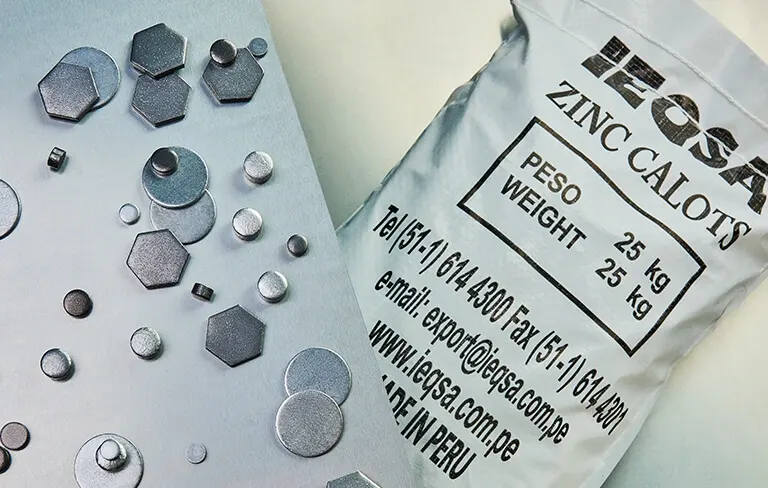 IEQSA
ZINC CALOTS
PESO 25 kg
WEIGHT 25 kg
Tel (51-1) 614 4300 Fax (51-1) 614 4301
e-mail: export@ieqsa.com.pe
www.ieqsa.com.pe
MADE IN PERU